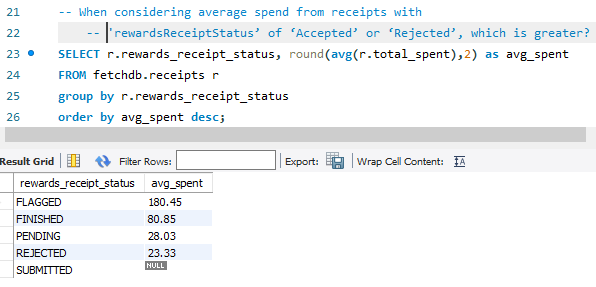 21 -- When considering average spend from receipts with
22 -- 'rewardsReceiptStatus’ of ‘Accepted’ or ‘Rejected’, which is greater?
23 SELECT r.rewards_receipt_status, round(avg(r.total_spent),2) as avg_spent
24 FROM fetchdb.receipts r
25 group by r.rewards_receipt_status
26 order by avg_spent desc;
Result Grid Filter Rows: Export: Wrap Cell Content: IA
rewards_receipt_status avg_spent
FLAGGED 180.45
FINISHED 80.85
PENDING 28.03
REJECTED 23.33
SUBMITTED NULL